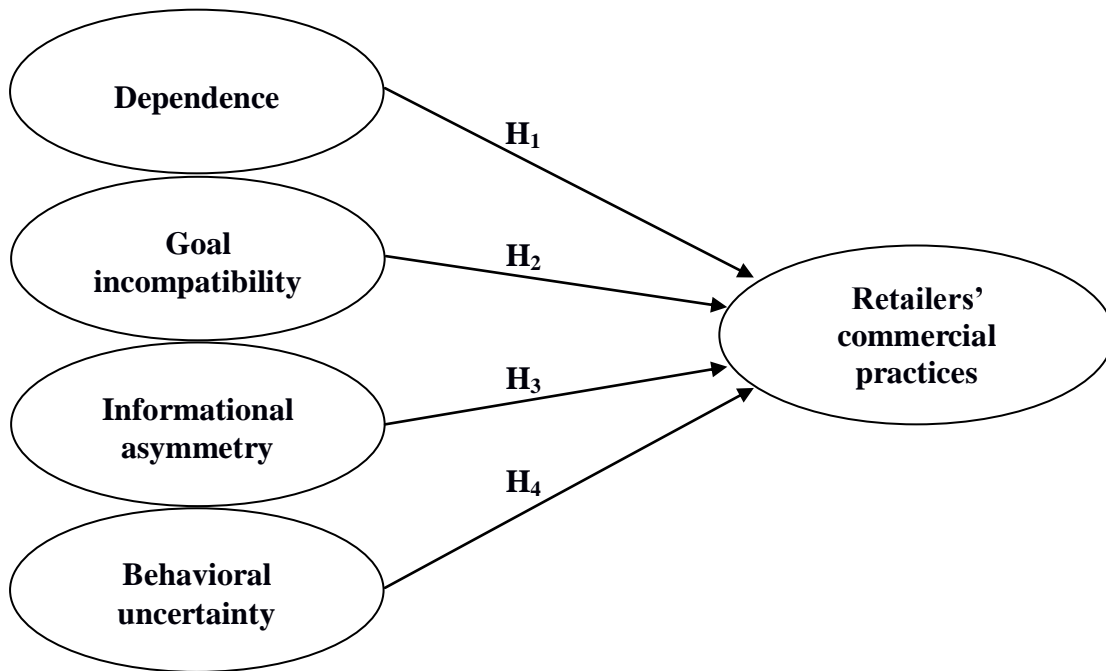 Dependence
H₁
Goal
incompatibility
H₂
Retailers’
commercial
practices
Informational
asymmetry
H₃
Behavioral
uncertainty
H₄